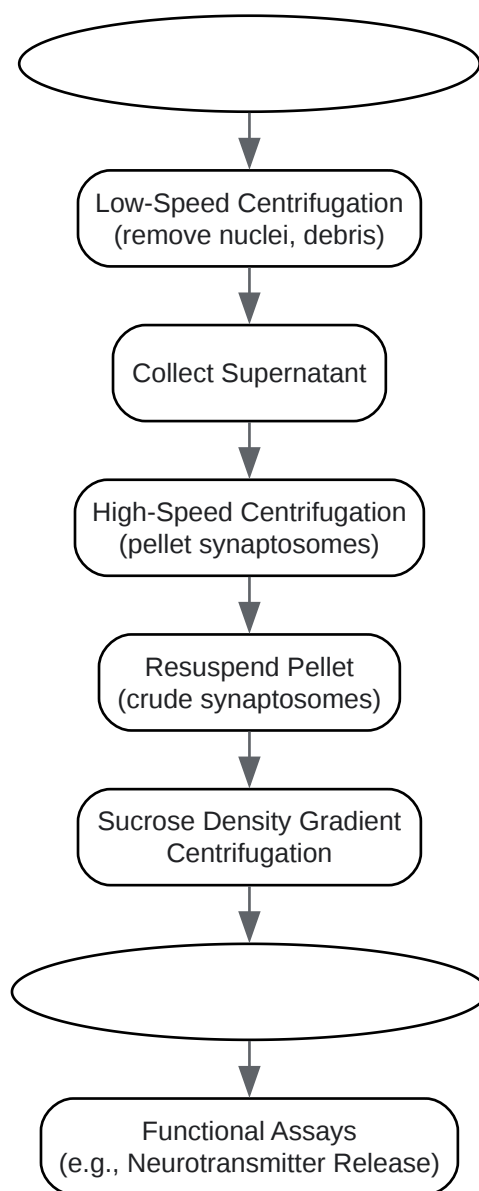 Low-Speed Centrifugation
(remove nuclei, debris)
Collect Supernatant
High-Speed Centrifugation
(pellet synaptosomes)
Resuspend Pellet
(crude synaptosomes)
Sucrose Density Gradient
Centrifugation
Functional Assays
(e.g., Neurotransmitter Release)